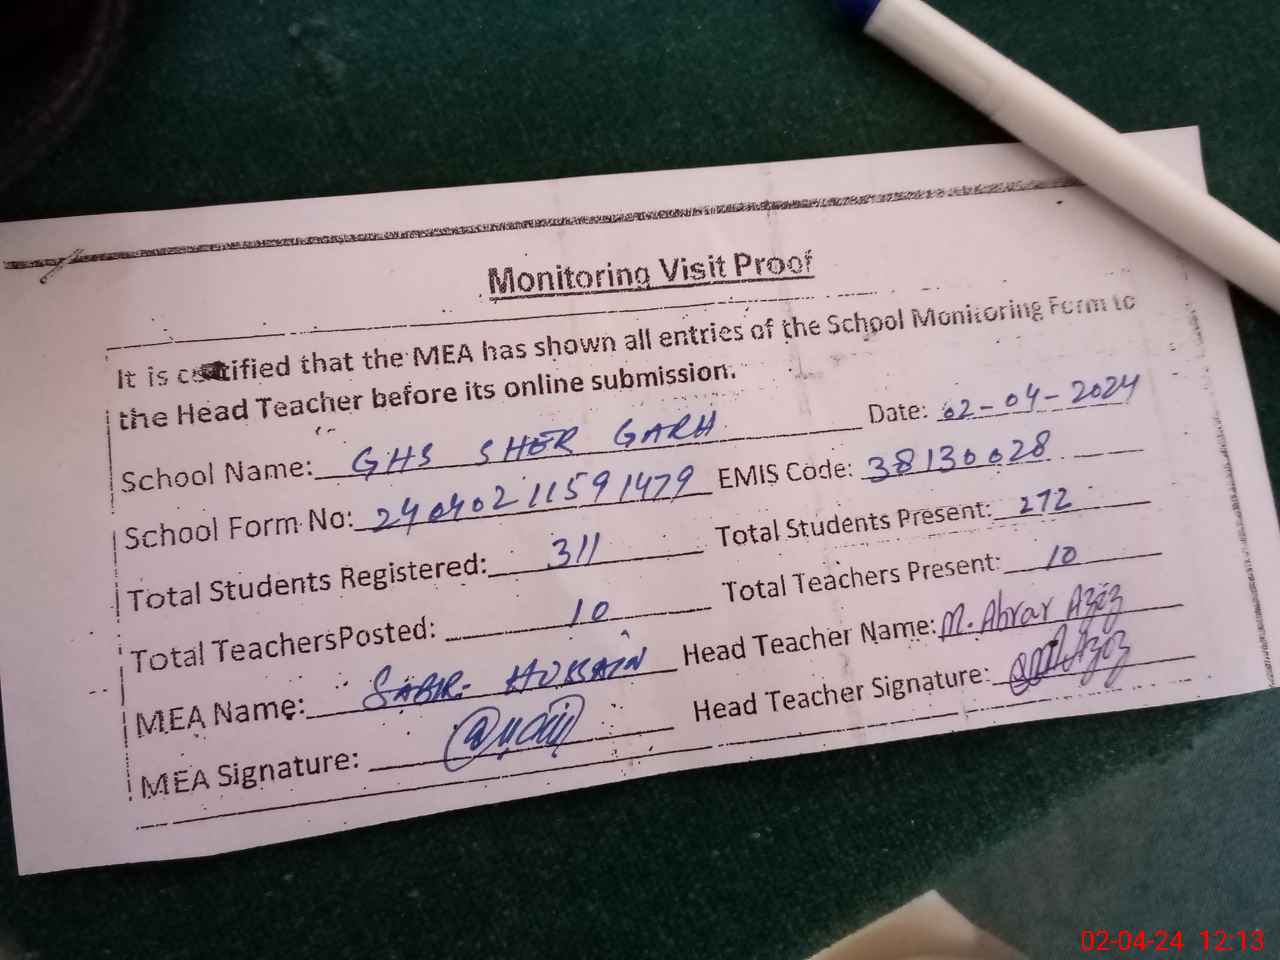 Monitoring Visit Proof
It is certified that the MEA has shown all entries of the School Monitoring Form to
the Head Teacher before its online submission.
School Name: GHS SHER GARH Date: 02-04-2024
School Form No: 24040211591479 EMIS Code: 38130028
Total Students Registered: 311 Total Students Present: 272
Total TeachersPosted: 10 Total Teachers Present: 10
MEA Name: SABIR HUSSAIN Head Teacher Name: M. Abrar Aziz
MEA Signature: Head Teacher Signature:
02-04-24 12:13